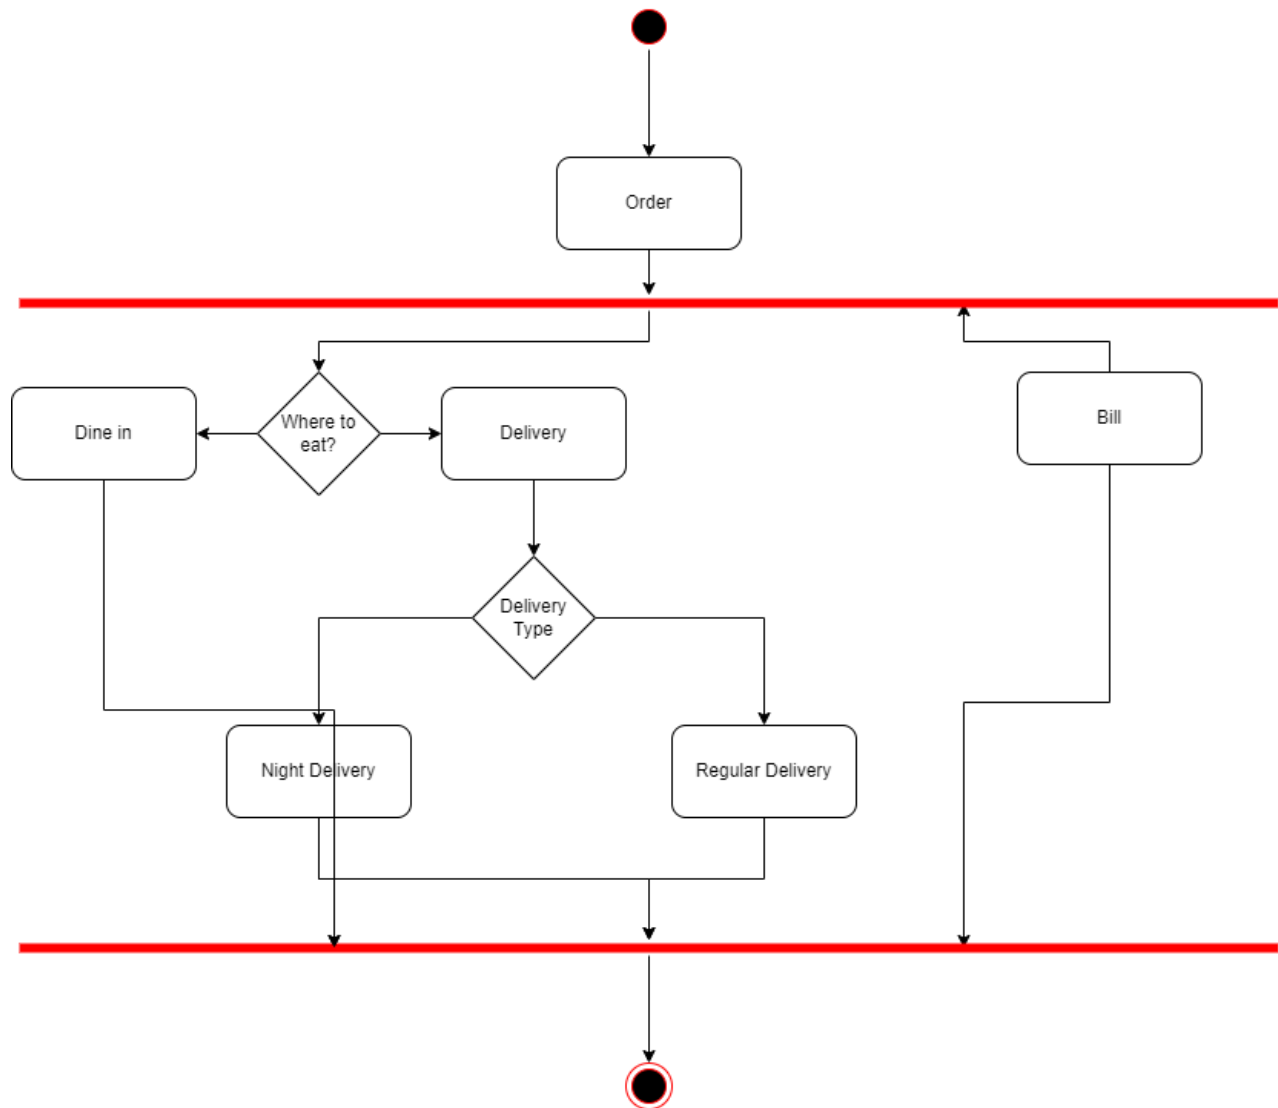 Order
Where to
eat?
Dine in
Delivery
Bill
Delivery
Type
Night Delivery
Regular Delivery